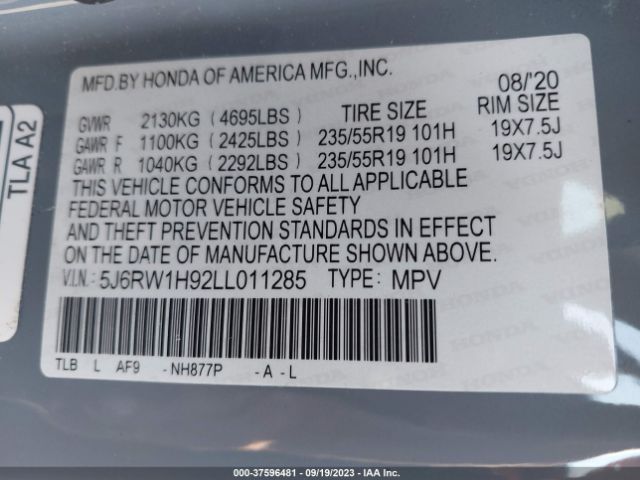 MFD.BY HONDA OF AMERICA MFG.,INC.
08/'20
GVWR 2130KG (4695LBS) TIRE SIZE RIM SIZE
GAWR F 1100KG (2425LBS) 235/55R19 101H 19X7.5J
GAWR R 1040KG (2292LBS) 235/55R19 101H 19X7.5J
THIS VEHICLE CONFORMS TO ALL APPLICABLE
FEDERAL MOTOR VEHICLE SAFETY
AND THEFT PREVENTION STANDARDS IN EFFECT
ON THE DATE OF MANUFACTURE SHOWN ABOVE.
V.I.N.: 5J6RW1H92LL011285 TYPE: MPV
TLB L AF9 -NH877P -A-L
TLA A2
000-37596481 - 09/19/2023 - IAA Inc.